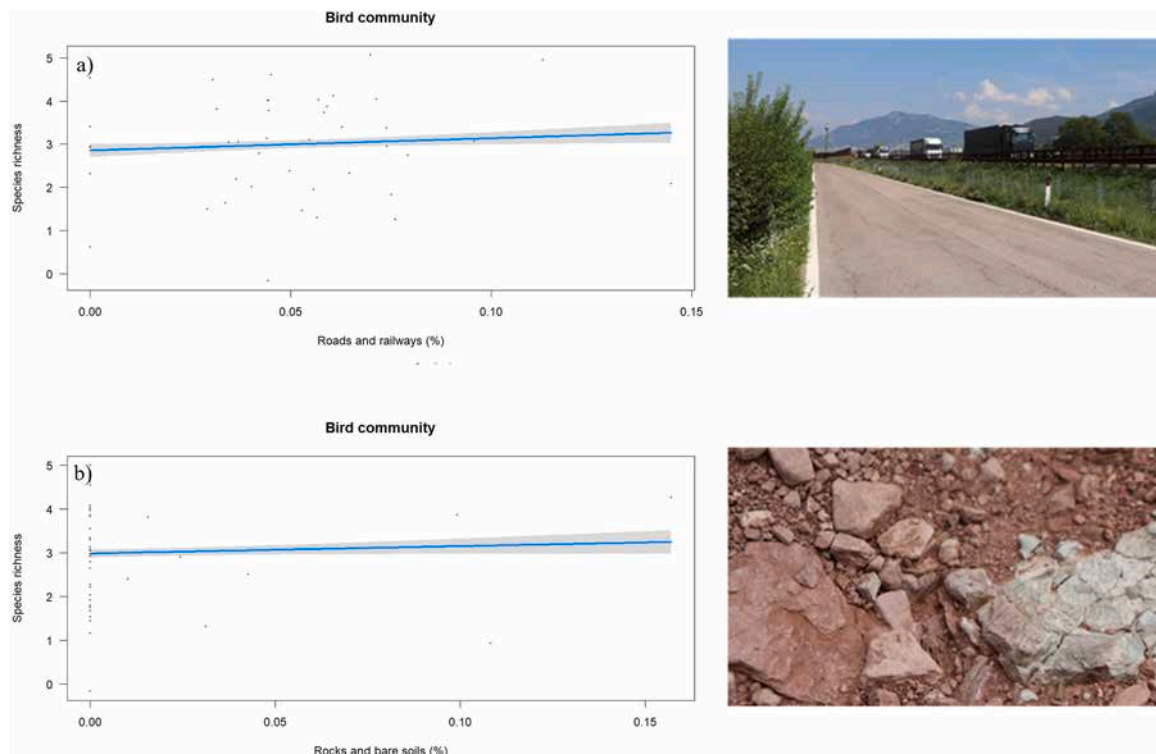 Bird community
a)
Species richness
5
4
3
2
1
0
0.00 0.05 0.10 0.15
Roads and railways (%)
Bird community
b)
Species richness
5
4
3
2
1
0
0.00 0.05 0.10 0.15
Rocks and bare soils (%)